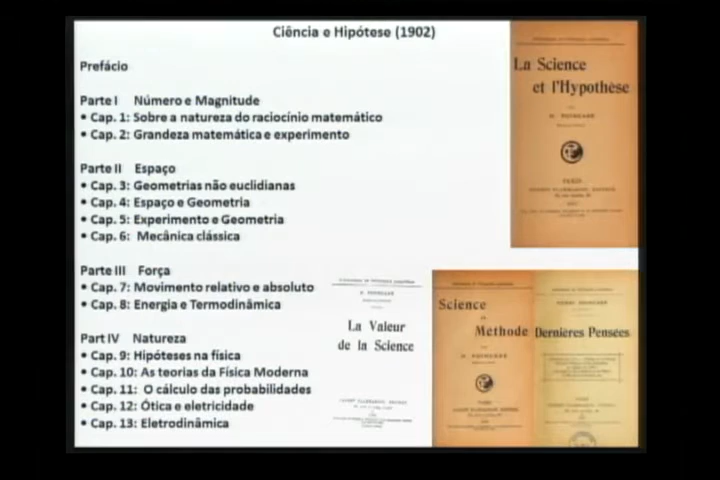 Ciência e Hipótese (1902)
Prefácio
Parte I Número e Magnitude
• Cap. 1: Sobre a natureza do raciocínio matemático
• Cap. 2: Grandeza matemática e experimento
Parte II Espaço
• Cap. 3: Geometrias não euclidianas
• Cap. 4: Espaço e Geometria
• Cap. 5: Experimento e Geometria
• Cap. 6: Mecânica clássica
Parte III Força
• Cap. 7: Movimento relativo e absoluto
• Cap. 8: Energia e Termodinâmica
Part IV Natureza
• Cap. 9: Hipóteses na física
• Cap. 10: As teorias da Física Moderna
• Cap. 11: O cálculo das probabilidades
• Cap. 12: Ótica e eletricidade
• Cap. 13: Eletrodinâmica
La Science
et l'Hypothèse
H. POINCARÉ
PARIS
La Valeur
de la Science
Science
et
Méthode
H. POINCARÉ
Dernières Pensées
HENRI POINCARÉ